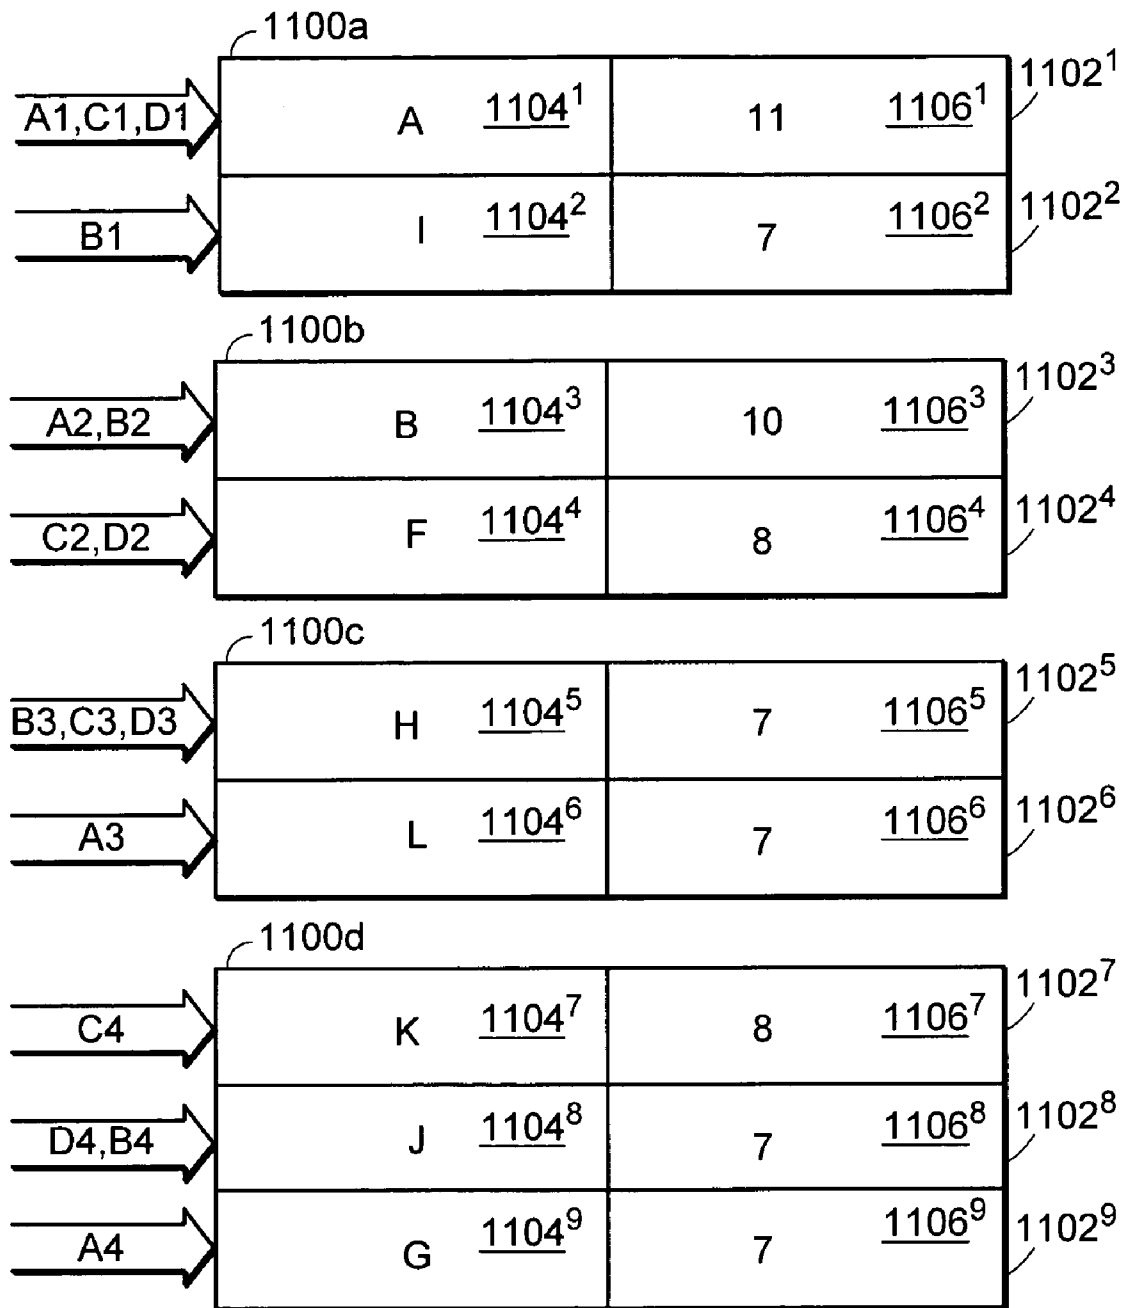 1100a
A1,C1,D1 A 1104¹ 11 1106¹ 1102¹
B1 I 1104² 7 1106² 1102²
1100b
A2,B2 B 1104³ 10 1106³ 1102³
C2,D2 F 1104⁴ 8 1106⁴ 1102⁴
1100c
B3,C3,D3 H 1104⁵ 7 1106⁵ 1102⁵
A3 L 1104⁶ 7 1106⁶ 1102⁶
1100d
C4 K 1104⁷ 8 1106⁷ 1102⁷
D4,B4 J 1104⁸ 7 1106⁸ 1102⁸
A4 G 1104⁹ 7 1106⁹ 1102⁹